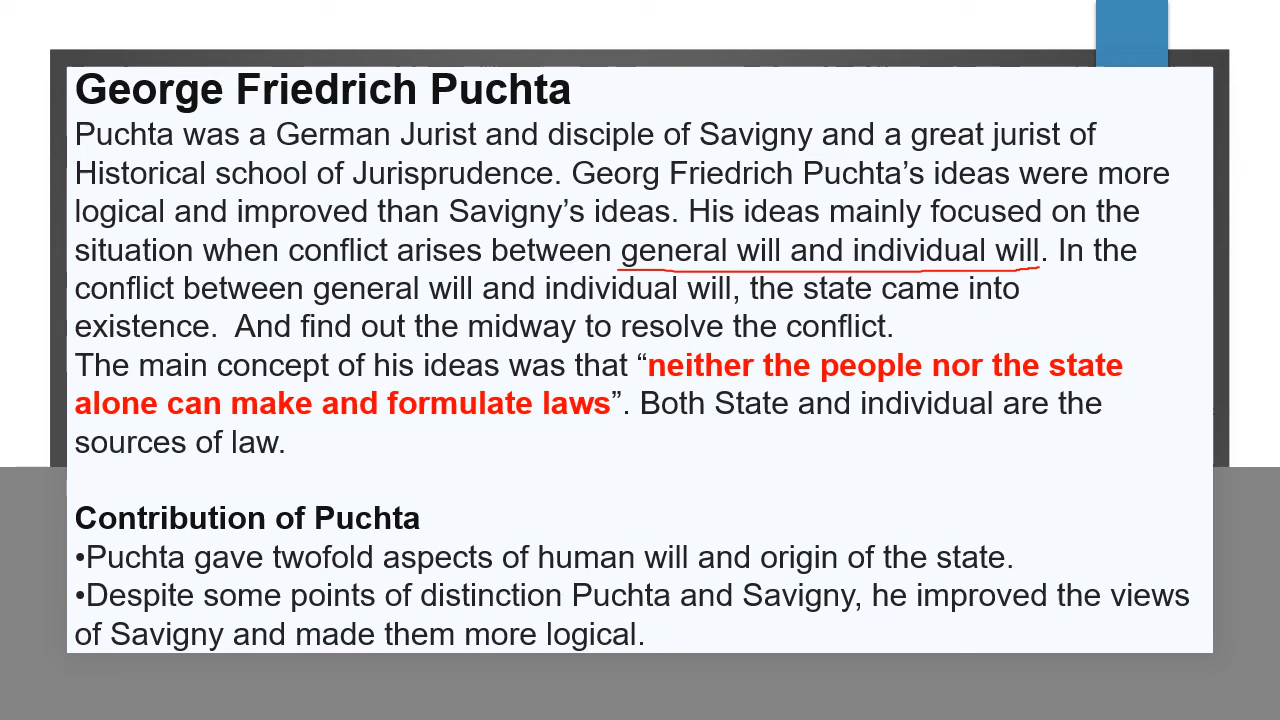 George Friedrich Puchta
Puchta was a German Jurist and disciple of Savigny and a great jurist of
Historical school of Jurisprudence. Georg Friedrich Puchta’s ideas were more
logical and improved than Savigny’s ideas. His ideas mainly focused on the
situation when conflict arises between general will and individual will. In the
conflict between general will and individual will, the state came into
existence.  And find out the midway to resolve the conflict.
The main concept of his ideas was that “neither the people nor the state
alone can make and formulate laws”. Both State and individual are the
sources of law.
Contribution of Puchta
•Puchta gave twofold aspects of human will and origin of the state.
•Despite some points of distinction Puchta and Savigny, he improved the views
of Savigny and made them more logical.